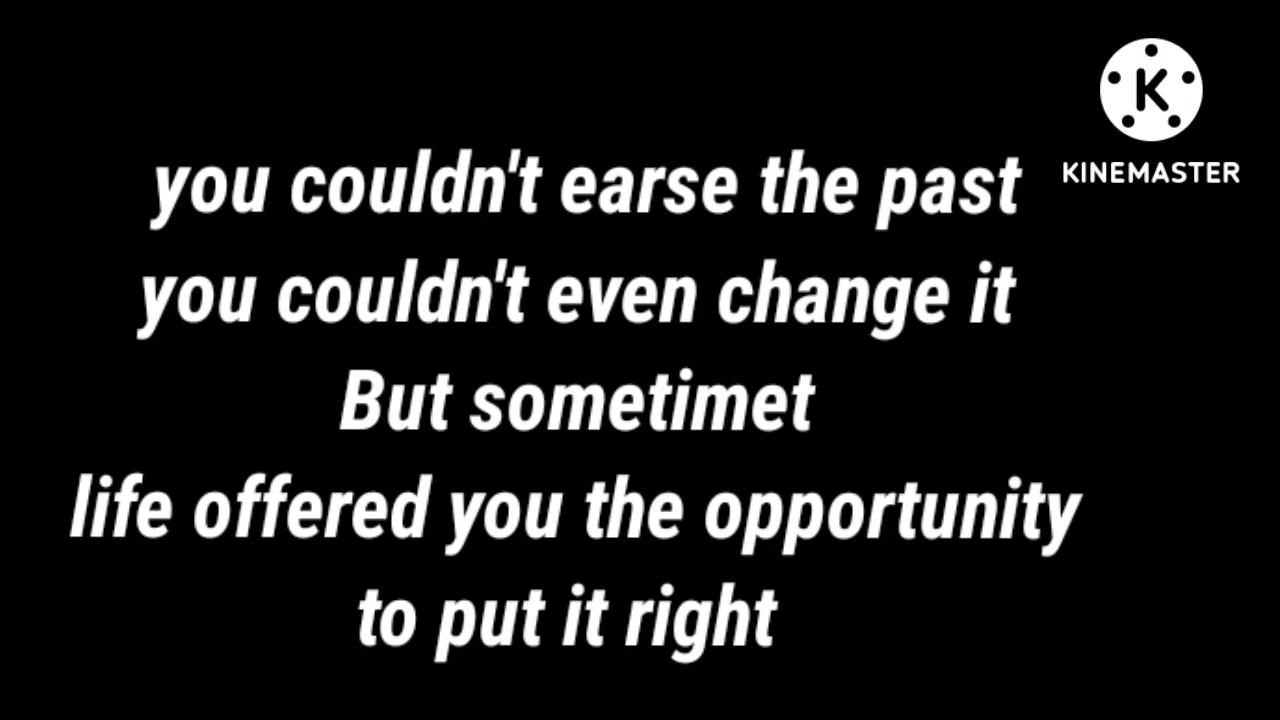 K
KINEMASTER
you couldn't earse the past
you couldn't even change it
But sometimet
life offered you the opportunity
to put it right